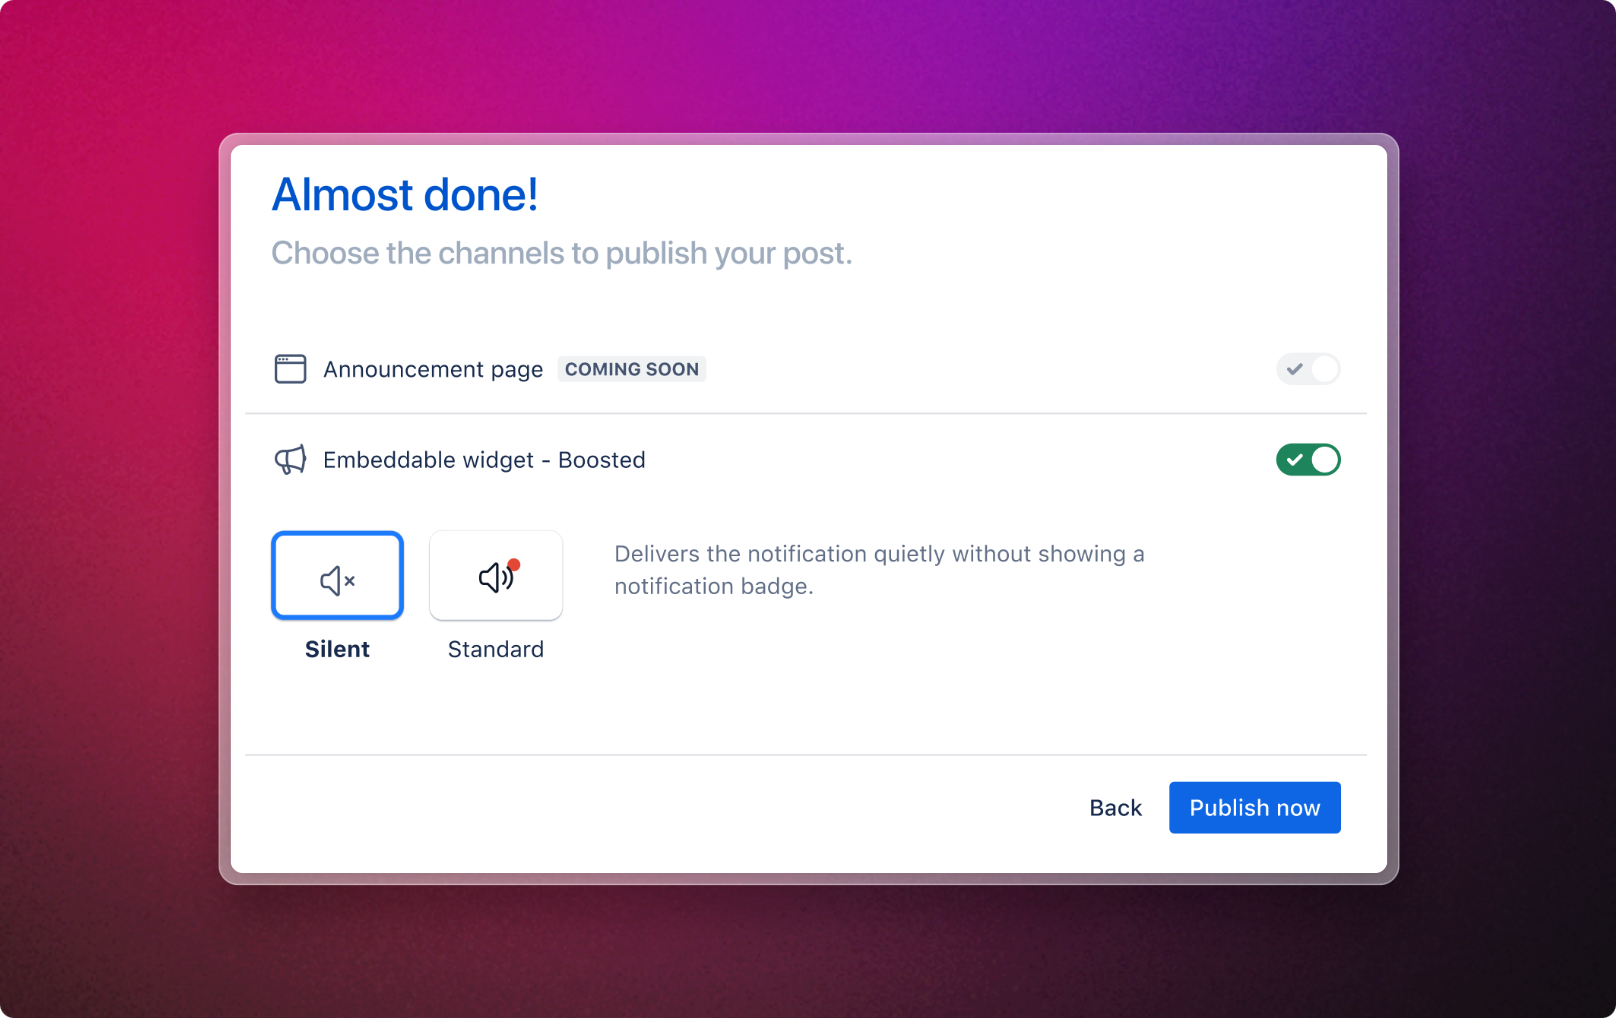 Almost done!
Choose the channels to publish your post.
Announcement page COMING SOON
Embeddable widget - Boosted
Delivers the notification quietly without showing a
notification badge.
Silent
Standard
Back
Publish now